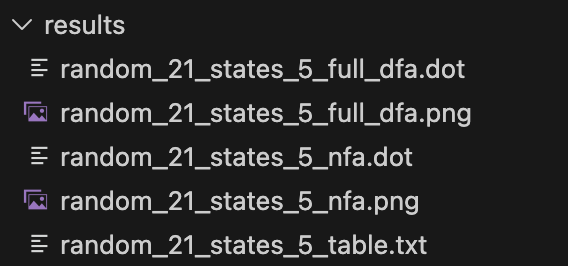 results
random_21_states_5_full_dfa.dot
random_21_states_5_full_dfa.png
random_21_states_5_nfa.dot
random_21_states_5_nfa.png
random_21_states_5_table.txt